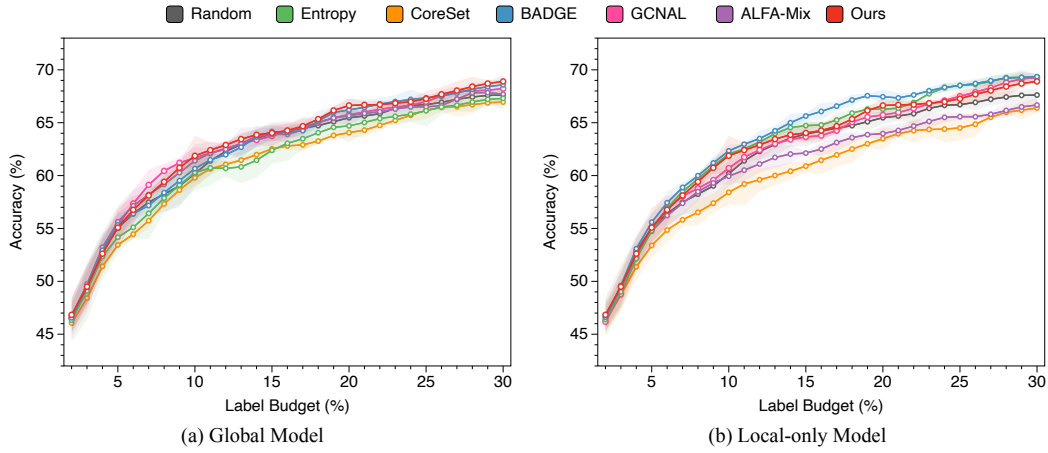 Random Entropy CoreSet BADGE GCNAL ALFA-Mix Ours
70
65
60
55
50
45
Accuracy (%)
5 10 15 20 25 30
Label Budget (%)
(a) Global Model
70
65
60
55
50
45
Accuracy (%)
5 10 15 20 25 30
Label Budget (%)
(b) Local-only Model